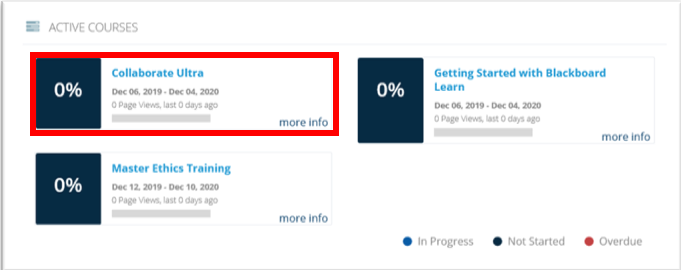 ACTIVE COURSES
0%
Collaborate Ultra
Dec 06, 2019 - Dec 04, 2020
0 Page Views, last 0 days ago
more info
0%
Getting Started with Blackboard
Learn
Dec 06, 2019 - Dec 04, 2020
0 Page Views, last 0 days ago
more info
0%
Master Ethics Training
Dec 12, 2019 - Dec 10, 2020
0 Page Views, last 0 days ago
more info
In Progress
Not Started
Overdue